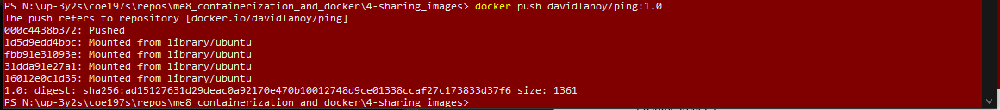 PS N:\up-3y2s\coe197s\repos\me8_containerization_and_docker\4-sharing_images> docker push davidlanoy/ping:1.0
The push refers to repository [docker.io/davidlanoy/ping]
000c4438b372: Pushed
1d5d9edd4bbc: Mounted from library/ubuntu
fbb91e31093e: Mounted from library/ubuntu
31dda91e27a1: Mounted from library/ubuntu
16012e0c1d35: Mounted from library/ubuntu
1.0: digest: sha256:ad15127631d29deac0a92170e470b10012748d9ce01338ccaf27c173833d37f6 size: 1361
PS N:\up-3y2s\coe197s\repos\me8_containerization_and_docker\4-sharing_images>